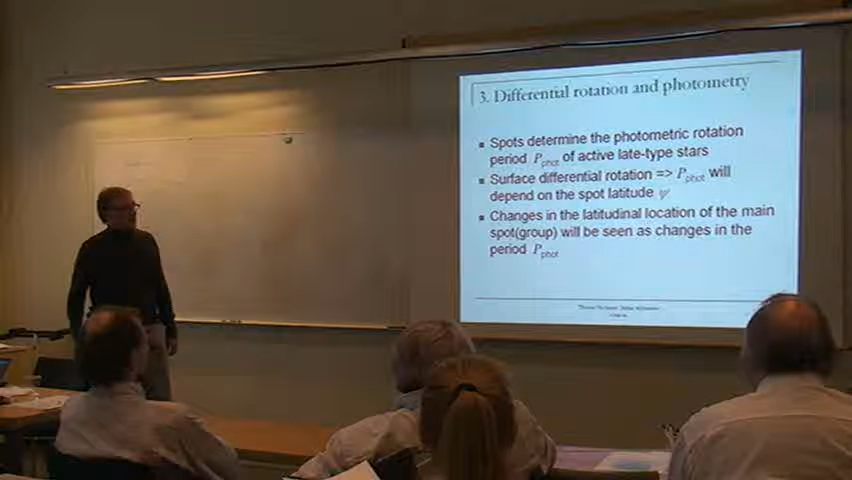 3. Differential rotation and photometry
Spots determine the photometric rotation
period P_phot of active late-type stars
Surface differential rotation => P_phot will
depend on the spot latitude ψ
Changes in the latitudinal location of the main
spot(group) will be seen as changes in the
period P_phot